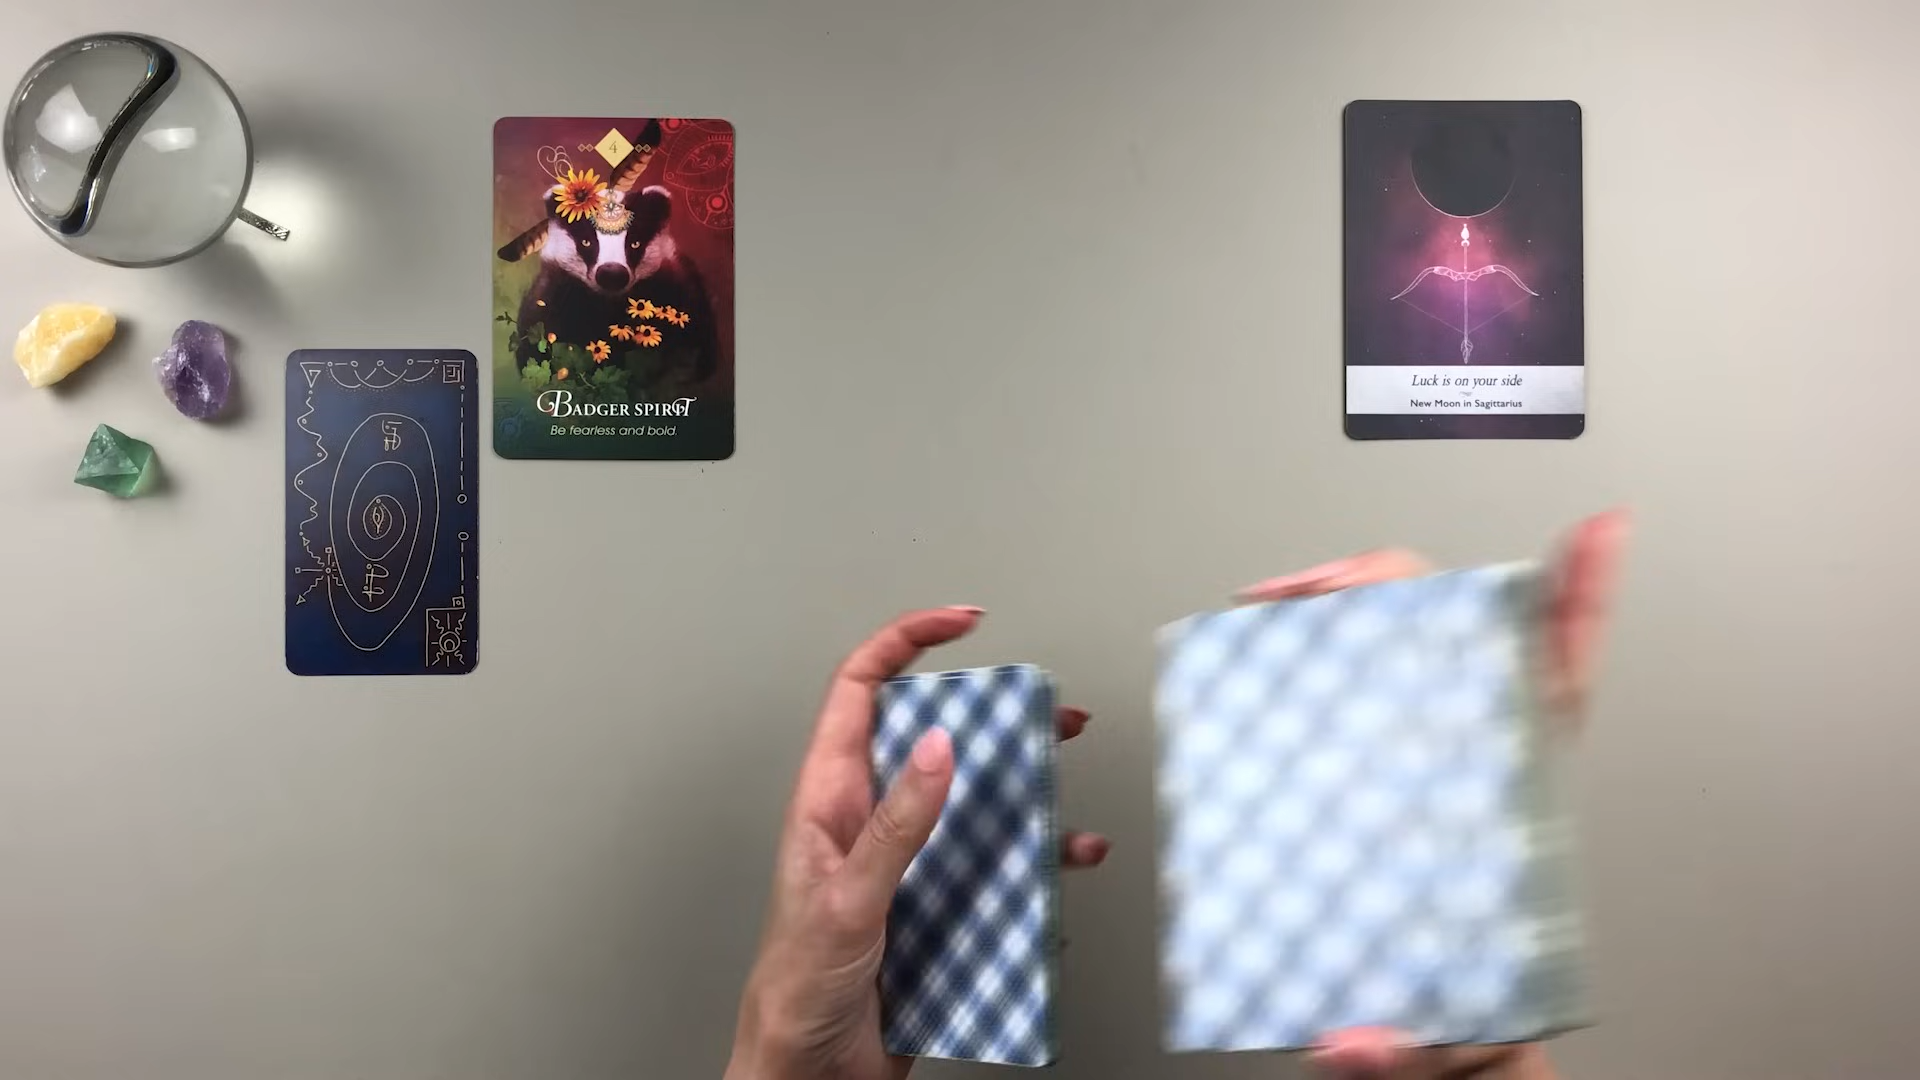 4
BADGER SPIRIT
Be fearless and bold.
Luck is on your side
New Moon in Sagittarius